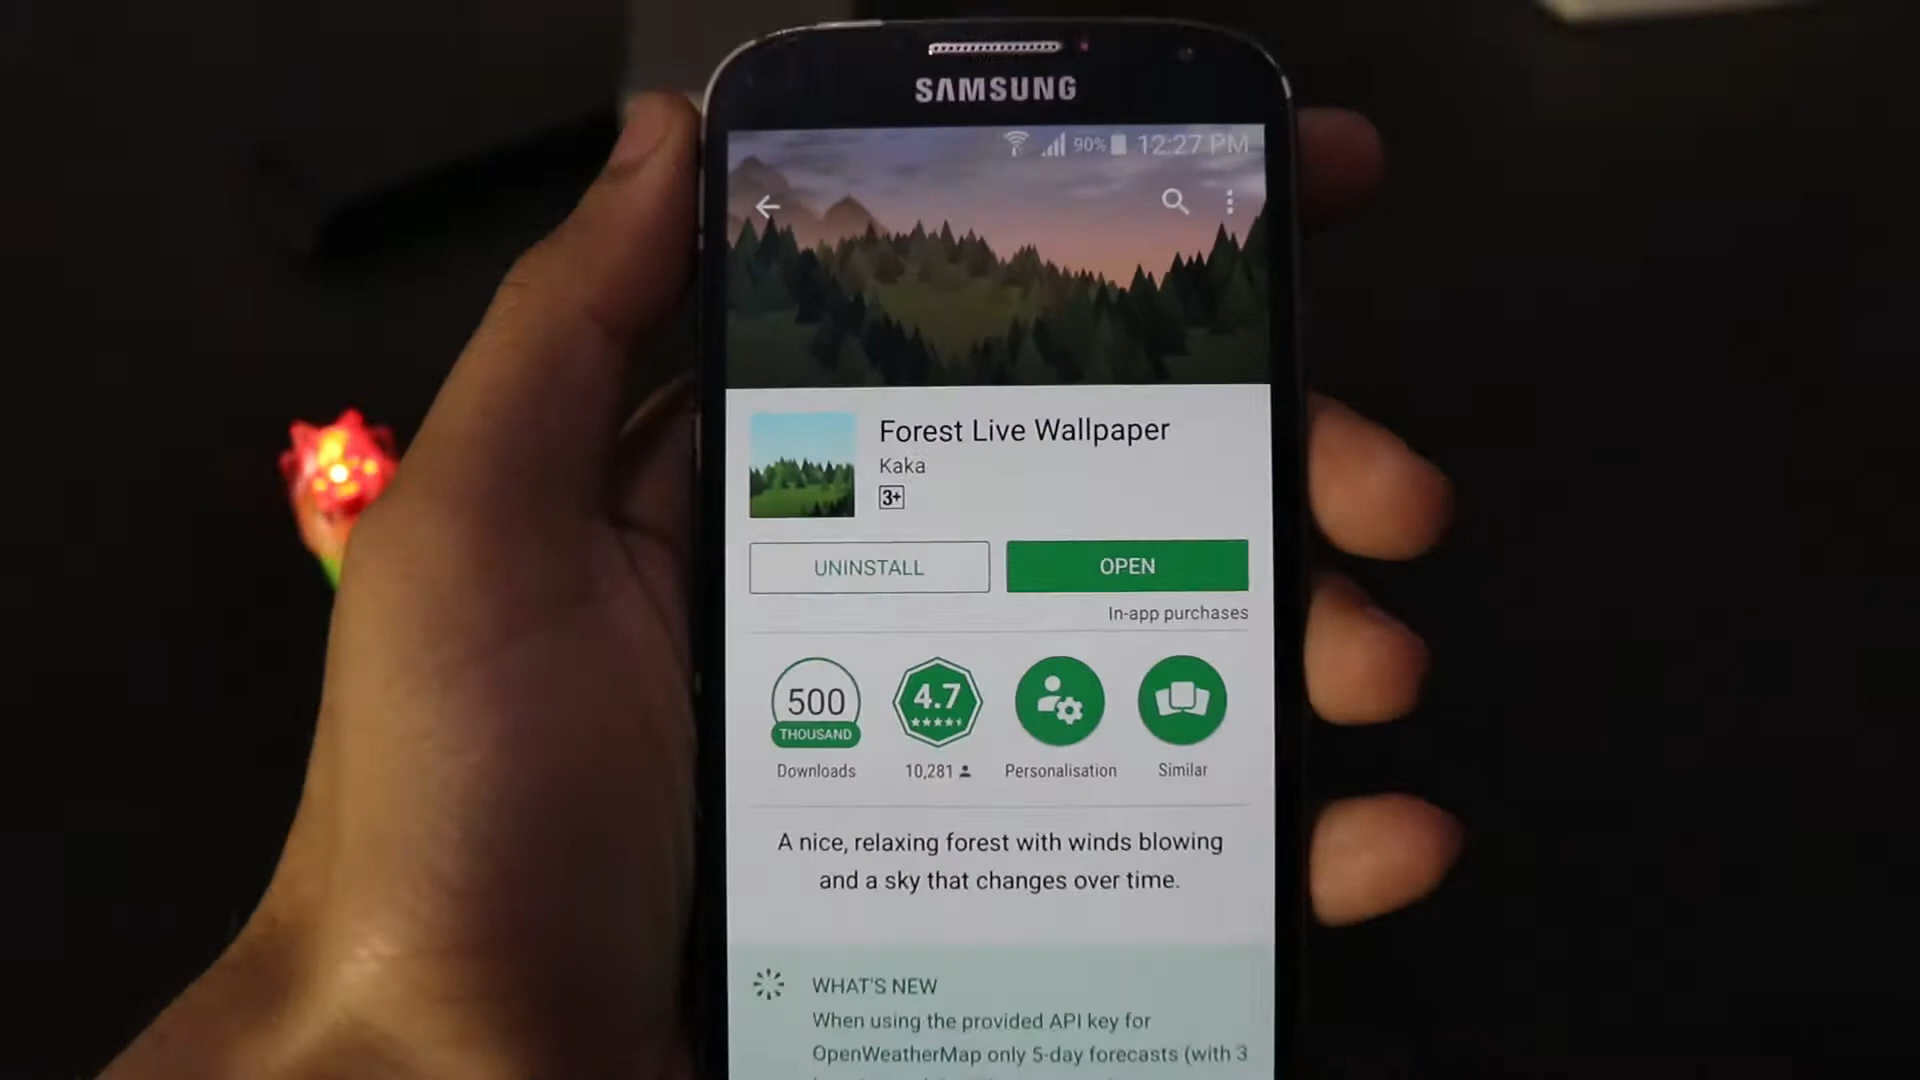 SAMSUNG
90% 12:27 PM
Forest Live Wallpaper
Kaka
3+
UNINSTALL
OPEN
In-app purchases
500
THOUSAND
Downloads
4.7
10,281
Personalisation
Similar
A nice, relaxing forest with winds blowing
and a sky that changes over time.
WHAT'S NEW
When using the provided API key for
OpenWeatherMap only 5-day forecasts (with 3